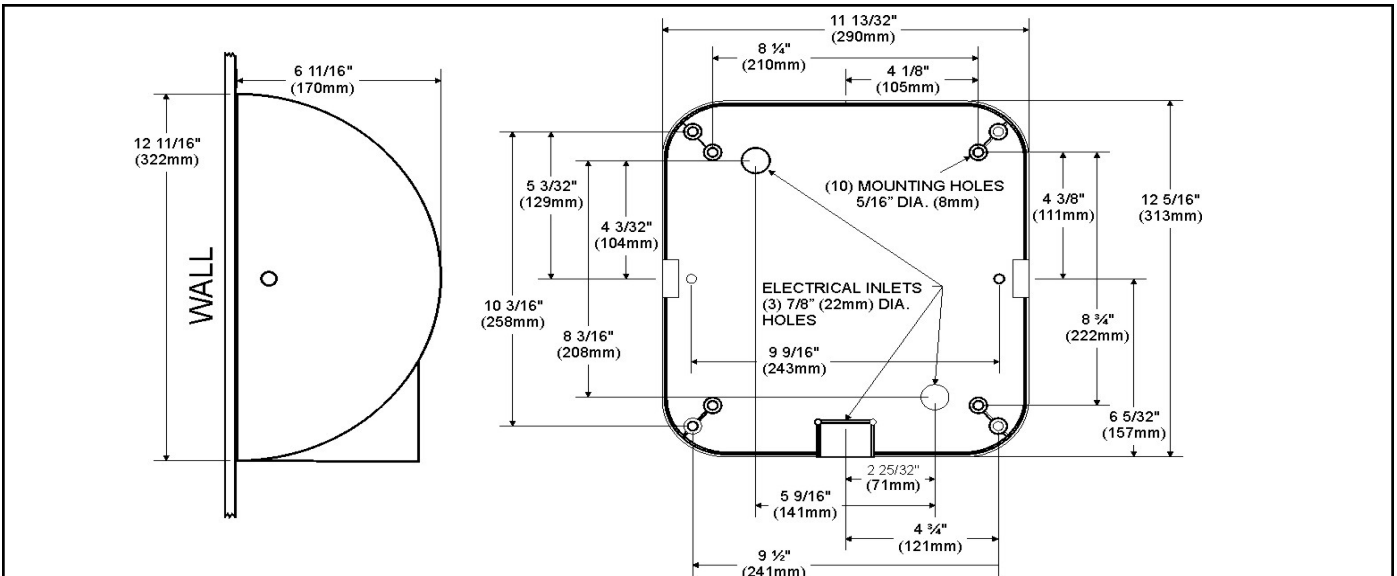 6 11/16"
(170mm)
12 11/16"
(322mm)
WALL
11 13/32"
(290mm)
8 ¼"
(210mm)
4 1/8"
(105mm)
(10) MOUNTING HOLES
5/16” DIA. (8mm)
5 3/32"
(129mm)
4 3/32"
(104mm)
4 3/8"
(111mm)
12 5/16"
(313mm)
ELECTRICAL INLETS
(3) 7/8” (22mm) DIA.
HOLES
10 3/16"
(258mm)
8 3/16"
(208mm)
8 ¾"
(222mm)
9 9/16"
(243mm)
6 5/32"
(157mm)
2 25/32"
(71mm)
5 9/16"
(141mm)
4 ¾"
(121mm)
9 ½"
(241mm)